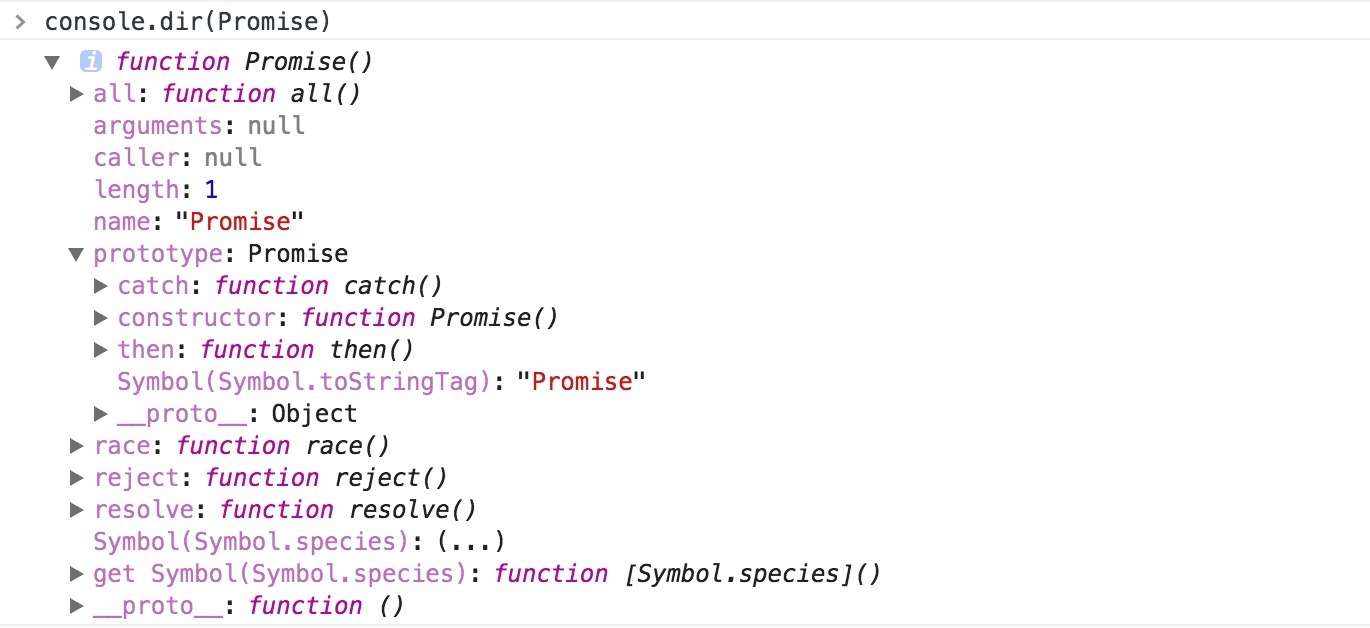 > console.dir(Promise)
▼ i function Promise()
▶ all: function all()
arguments: null
caller: null
length: 1
name: "Promise"
▼ prototype: Promise
▶ catch: function catch()
▶ constructor: function Promise()
▶ then: function then()
Symbol(Symbol.toStringTag): "Promise"
▶ __proto__: Object
▶ race: function race()
▶ reject: function reject()
▶ resolve: function resolve()
Symbol(Symbol.species): (...)
▶ get Symbol(Symbol.species): function [Symbol.species]()
▶ __proto__: function ()